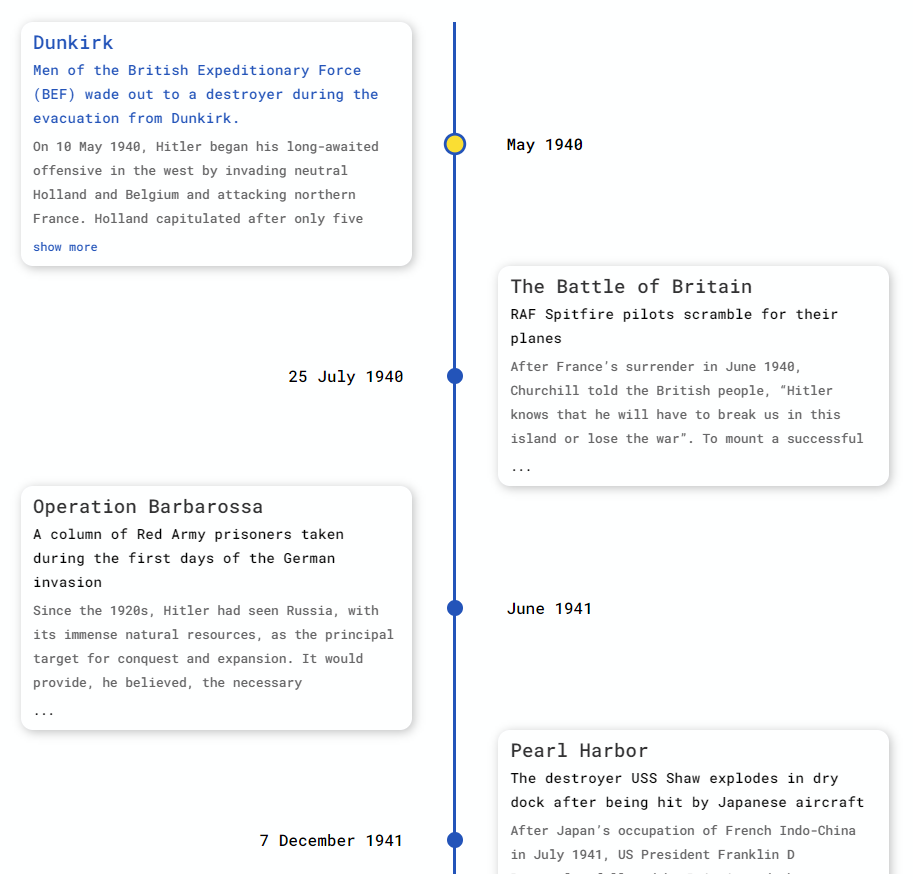 Dunkirk
Men of the British Expeditionary Force
(BEF) wade out to a destroyer during the
evacuation from Dunkirk.
On 10 May 1940, Hitler began his long-awaited
offensive in the west by invading neutral
Holland and Belgium and attacking northern
France. Holland capitulated after only five
show more
May 1940
The Battle of Britain
RAF Spitfire pilots scramble for their
planes
After France's surrender in June 1940,
Churchill told the British people, “Hitler
knows that he will have to break us in this
island or lose the war”. To mount a successful
...
25 July 1940
Operation Barbarossa
A column of Red Army prisoners taken
during the first days of the German
invasion
Since the 1920s, Hitler had seen Russia, with
its immense natural resources, as the principal
target for conquest and expansion. It would
provide, he believed, the necessary
...
June 1941
Pearl Harbor
The destroyer USS Shaw explodes in dry
dock after being hit by Japanese aircraft
After Japan's occupation of French Indo-China
in July 1941, US President Franklin D
7 December 1941